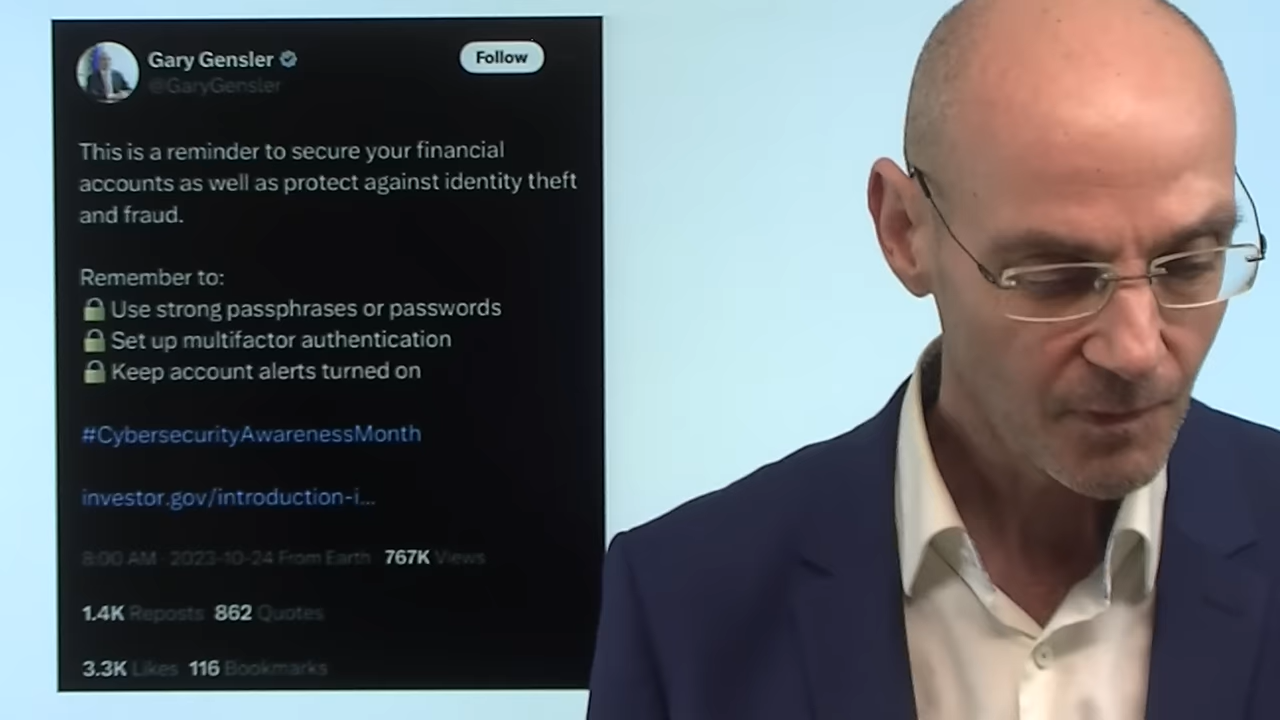 Gary Gensler
Follow
@GaryGensler
This is a reminder to secure your financial
accounts as well as protect against identity theft
and fraud.
Remember to:
Use strong passphrases or passwords
Set up multifactor authentication
Keep account alerts turned on
#CybersecurityAwarenessMonth
investor.gov/introduction-i...
8:00 AM · 2023-10-24 From Earth 767K Views
1.4K Reposts 862 Quotes
3.3K Likes 116 Bookmarks